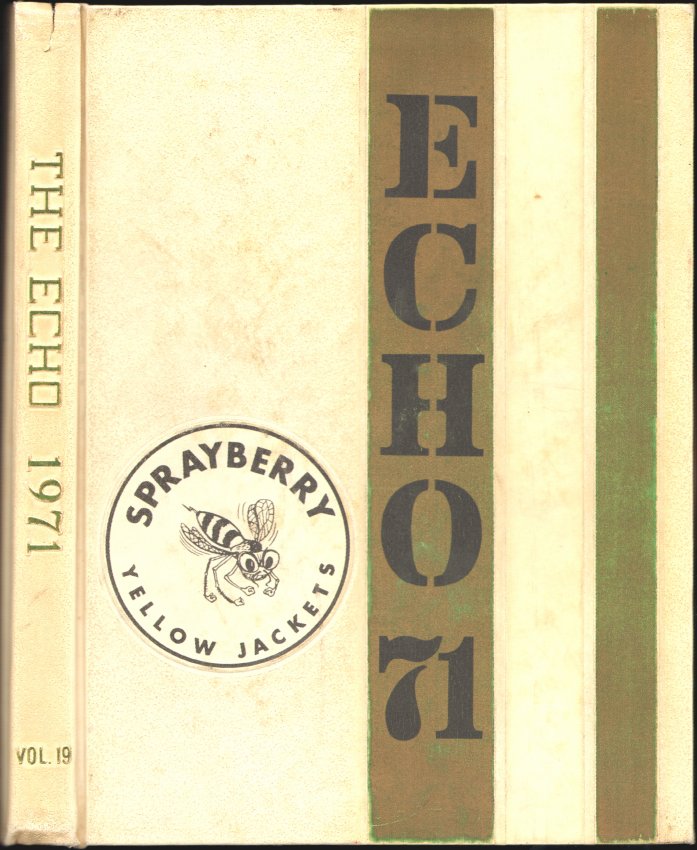 THE ECHO 1971
VOL. 19
ECHO
71
SPRAYBERRY
YELLOW JACKETS